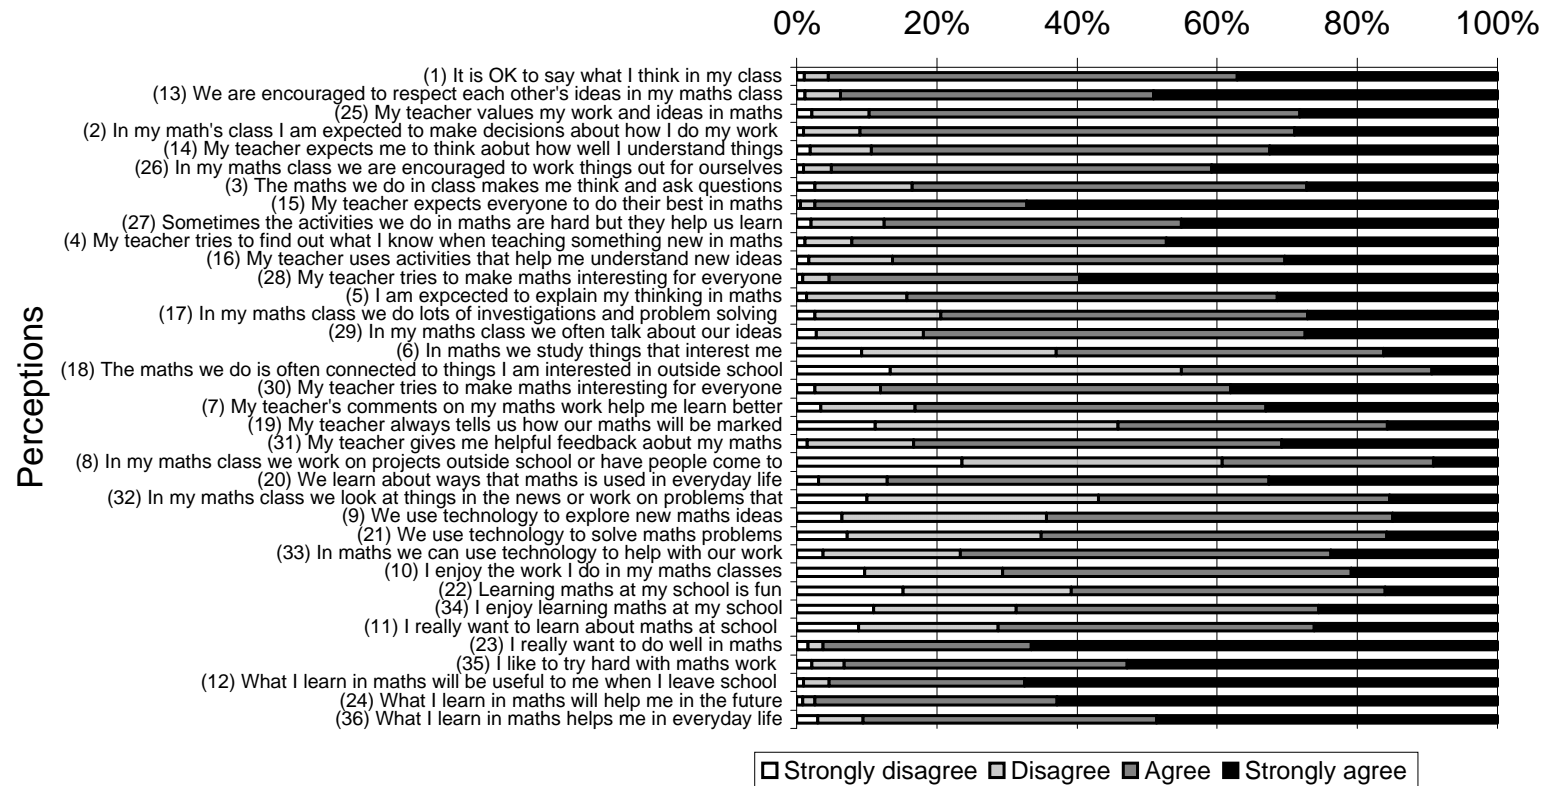 0% 20% 40% 60% 80% 100%
(1) It is OK to say what I think in my class
(13) We are encouraged to respect each other's ideas in my maths class
(25) My teacher values my work and ideas in maths
(2) In my math's class I am expected to make decisions about how I do my work
(14) My teacher expects me to think aobut how well I understand things
(26) In my maths class we are encouraged to work things out for ourselves
(3) The maths we do in class makes me think and ask questions
(15) My teacher expects everyone to do their best in maths
(27) Sometimes the activities we do in maths are hard but they help us learn
(4) My teacher tries to find out what I know when teaching something new in maths
(16) My teacher uses activities that help me understand new ideas
(28) My teacher tries to make maths interesting for everyone
(5) I am expcected to explain my thinking in maths
(17) In my maths class we do lots of investigations and problem solving
(29) In my maths class we often talk about our ideas
(6) In maths we study things that interest me
(18) The maths we do is often connected to things I am interested in outside school
(30) My teacher tries to make maths interesting for everyone
(7) My teacher's comments on my maths work help me learn better
(19) My teacher always tells us how our maths will be marked
(31) My teacher gives me helpful feedback aobut my maths
(8) In my maths class we work on projects outside school or have people come to
(20) We learn about ways that maths is used in everyday life
(32) In my maths class we look at things in the news or work on problems that
(9) We use technology to explore new maths ideas
(21) We use technology to solve maths problems
(33) In maths we can use technology to help with our work
(10) I enjoy the work I do in my maths classes
(22) Learning maths at my school is fun
(34) I enjoy learning maths at my school
(11) I really want to learn about maths at school
(23) I really want to do well in maths
(35) I like to try hard with maths work
(12) What I learn in maths will be useful to me when I leave school
(24) What I learn in maths will help me in the future
(36) What I learn in maths helps me in everyday life
Perceptions
Strongly disagree Disagree Agree Strongly agree